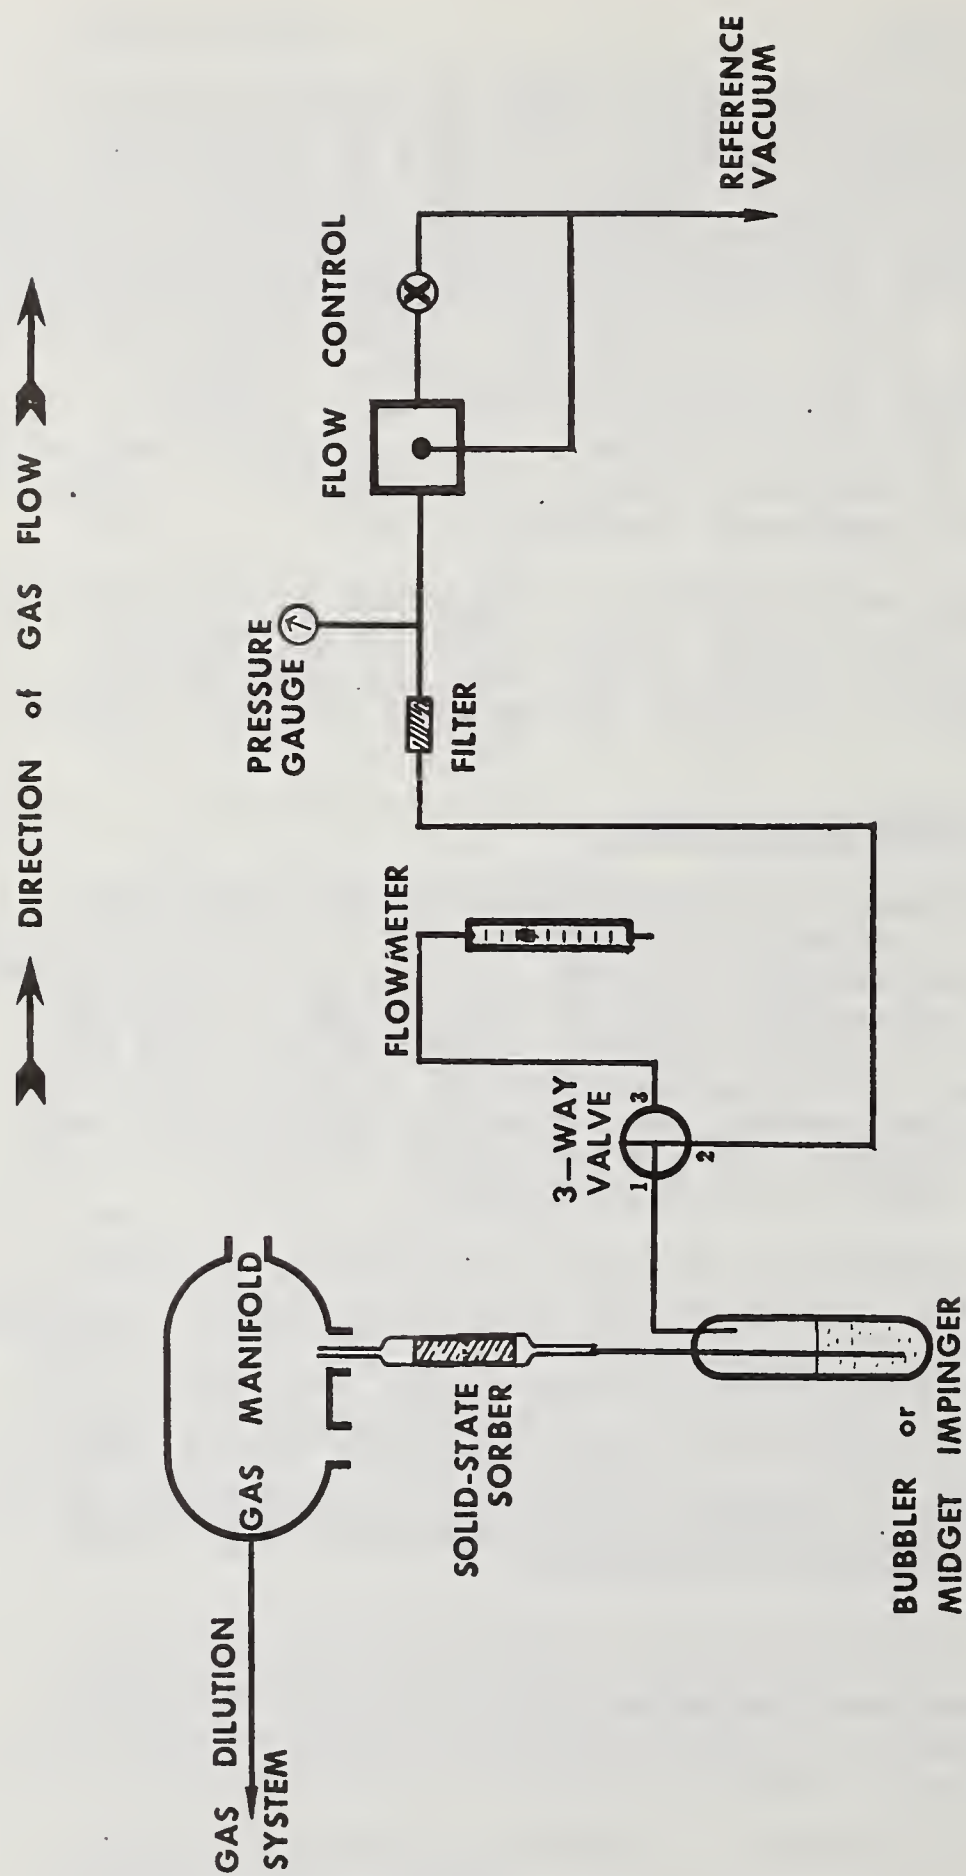 DIRECTION of GAS FLOW
GAS DILUTION
SYSTEM
GAS MANIFOLD
SOLID-STATE
SORBER
BUBBLER or
MIDGET IMPINGER
3-WAY
VALVE
1
2
3
FLOWMETER
PRESSURE
GAUGE
FILTER
FLOW CONTROL
REFERENCE
VACUUM